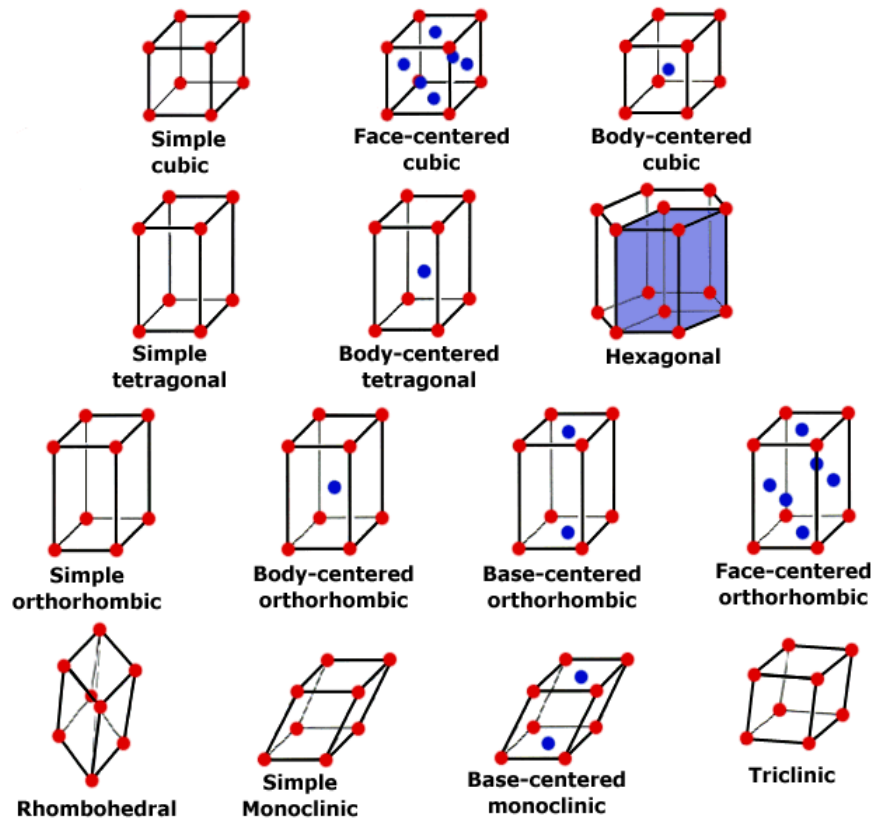 Simple
cubic
Face-centered
cubic
Body-centered
cubic
Simple
tetragonal
Body-centered
tetragonal
Hexagonal
Simple
orthorhombic
Body-centered
orthorhombic
Base-centered
orthorhombic
Face-centered
orthorhombic
Rhombohedral
Simple
Monoclinic
Base-centered
monoclinic
Triclinic